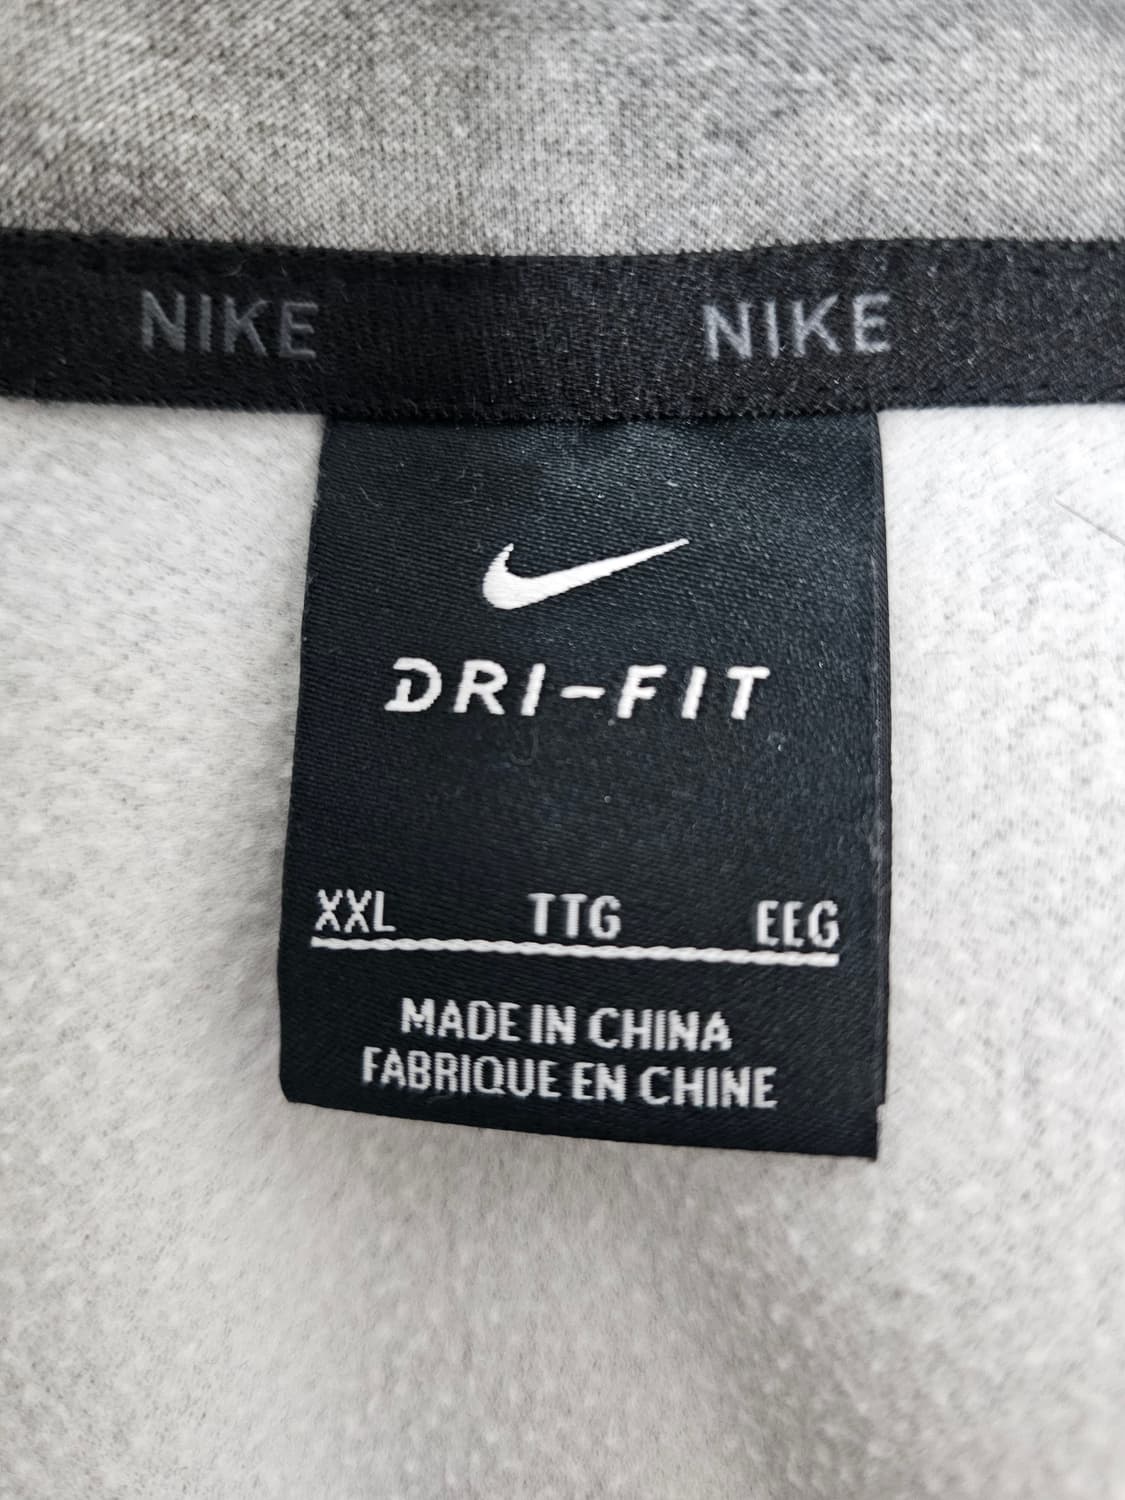 NIKE NIKE
DRI-FIT
XXL TTG EEG
MADE IN CHINA
FABRIQUE EN CHINE